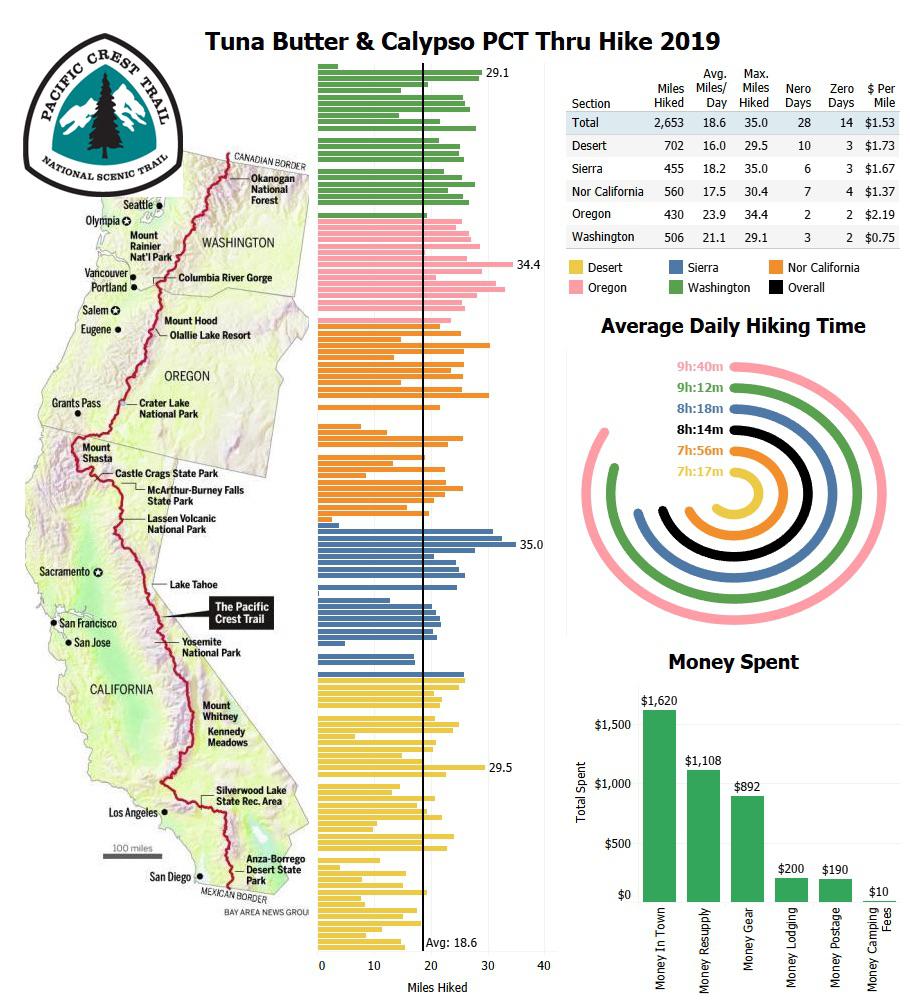 Tuna Butter & Calypso PCT Thru Hike 2019
PACIFIC CREST TRAIL
NATIONAL SCENIC TRAIL
CANADIAN BORDER
Okanogan
National
Forest
Seattle
Olympia
Mount
Rainier
Nat'l Park
WASHINGTON
Vancouver
Portland
Columbia River Gorge
Salem
Eugene
Mount Hood
Olallie Lake Resort
OREGON
Grants Pass
Crater Lake
National Park
Mount
Shasta
Castle Crags State Park
McArthur-Burney Falls
State Park
Lassen Volcanic
National Park
Sacramento
Lake Tahoe
The Pacific
Crest Trail
San Francisco
San Jose
Yosemite
National Park
CALIFORNIA
Mount
Whitney
Kennedy
Meadows
Silverwood Lake
State Rec. Area
Los Angeles
100 miles
Anza-Borrego
Desert State
Park
San Diego
MEXICAN BORDER
BAY AREA NEWS GROU
29.1
34.4
35.0
29.5
Avg: 18.6
0 10 20 30 40
Miles Hiked
Section Miles Hiked Avg. Miles/ Day Max. Miles Hiked Nero Days Zero Days $ Per Mile
Total 2,653 18.6 35.0 28 14 $1.53
Desert 702 16.0 29.5 10 3 $1.73
Sierra 455 18.2 35.0 6 3 $1.67
Nor California 560 17.5 30.4 7 4 $1.37
Oregon 430 23.9 34.4 2 2 $2.19
Washington 506 21.1 29.1 3 2 $0.75
Desert Sierra Nor California
Oregon Washington Overall
Average Daily Hiking Time
9h:40m
9h:12m
8h:18m
8h:14m
7h:56m
7h:17m
Money Spent
Total Spent
$1,500
$1,000
$500
$0
$1,620
$1,108
$892
$200
$190
$10
Money In Town
Money Resupply
Money Gear
Money Lodging
Money Postage
Money Camping
Fees